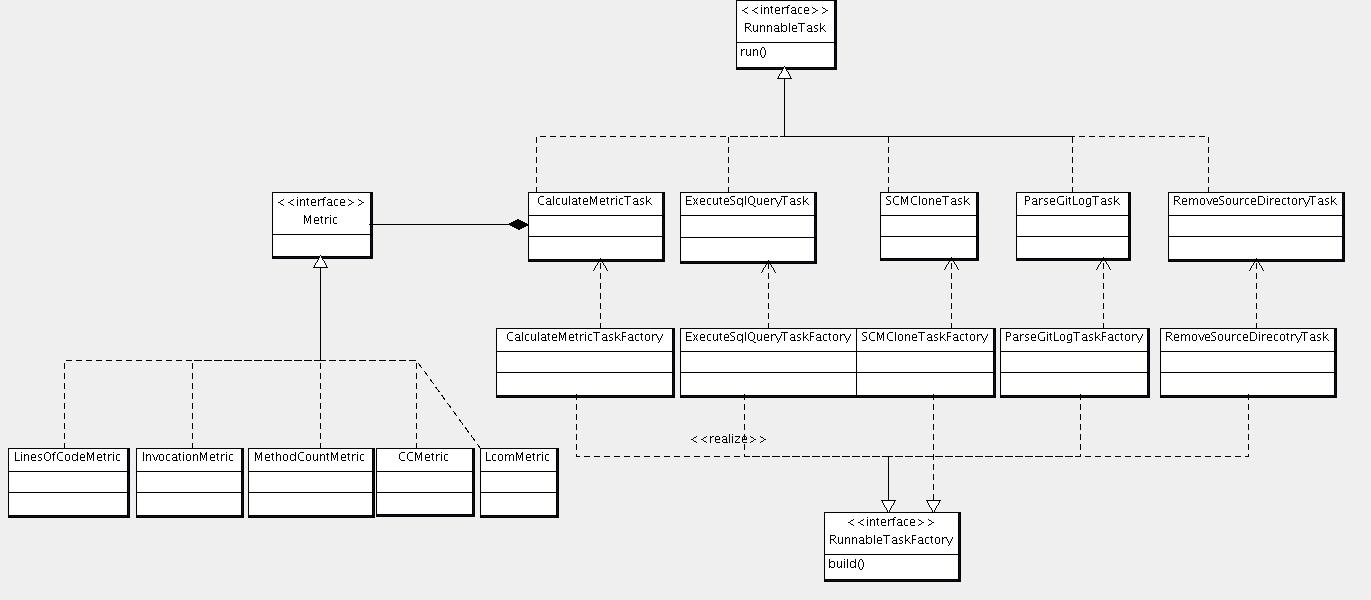 <<interface>>
RunnableTask
run()
<<interface>>
Metric
CalculateMetricTask
ExecuteSqlQueryTask
SCMCloneTask
ParseGitLogTask
RemoveSourceDirectoryTask
CalculateMetricTaskFactory
ExecuteSqlQueryTaskFactory
SCMCloneTaskFactory
ParseGitLogTaskFactory
RemoveSourceDirecotryTask
<<realize>>
LinesOfCodeMetric
InvocationMetric
MethodCountMetric
CCMetric
LcomMetric
<<interface>>
RunnableTaskFactory
build()